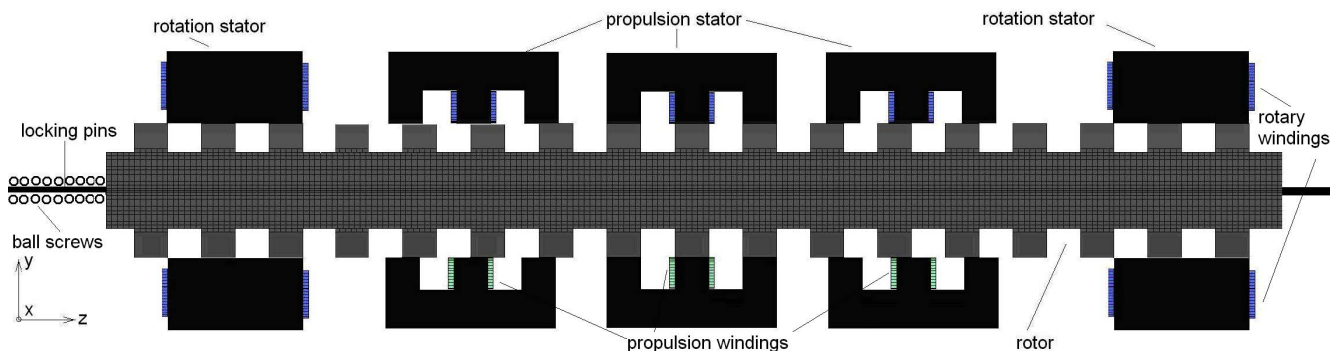 rotation stator
propulsion stator
rotation stator
locking pins
rotary
windings
ball screws
y
x
z
propulsion windings
rotor